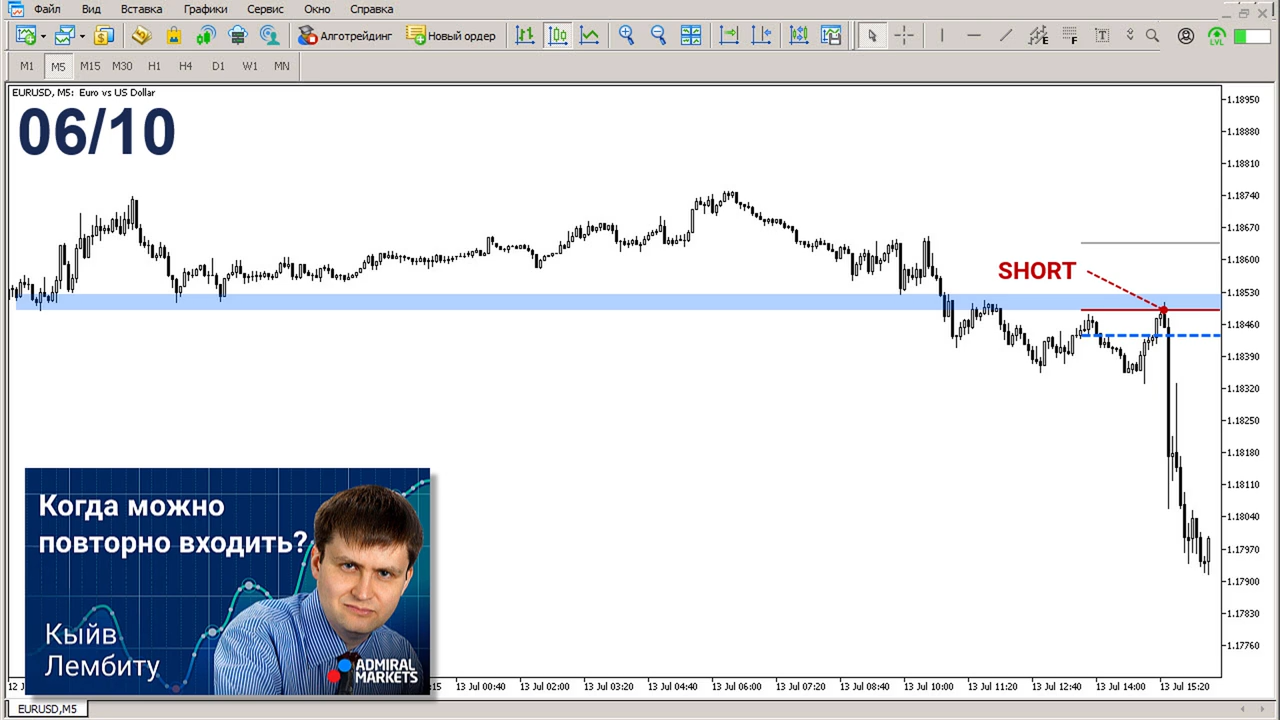 Файл Вид Вставка Графики Сервис Окно Справка
Алготрейдинг Новый ордер E F T LVL
M1 M5 M15 M30 H1 H4 D1 W1 MN
EURUSD, M5: Euro vs US Dollar
06/10
1.18950
1.18880
1.18810
1.18740
1.18670
1.18600
1.18530
1.18460
1.18390
1.18320
1.18250
1.18180
1.18110
1.18040
1.17970
1.17900
1.17830
1.17760
SHORT
Когда можно
повторно входить?
Кыйв
Лембиту
ADMIRAL
MARKETS
13 Jul 00:40 13 Jul 02:00 13 Jul 03:20 13 Jul 04:40 13 Jul 06:00 13 Jul 07:20 13 Jul 08:40 13 Jul 10:00 13 Jul 11:20 13 Jul 12:40 13 Jul 14:00 13 Jul 15:20
EURUSD,M5